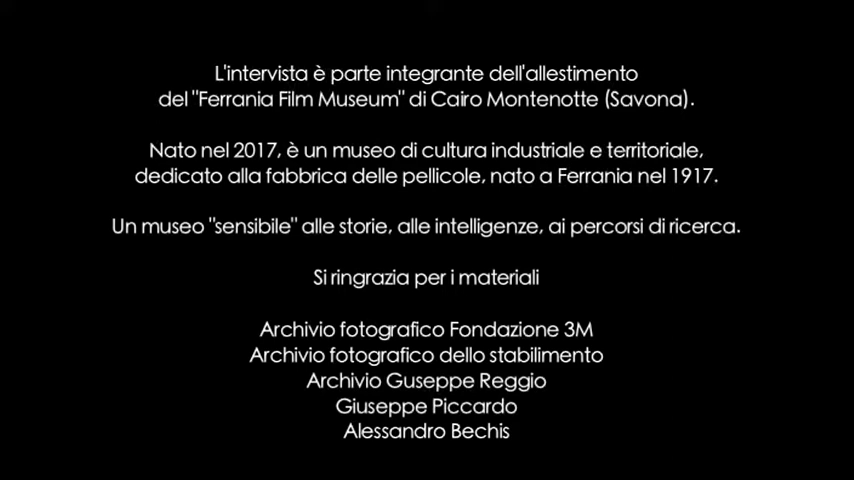 L'intervista è parte integrante dell'allestimento
del "Ferrania Film Museum" di Cairo Montenotte (Savona).
Nato nel 2017, è un museo di cultura industriale e territoriale,
dedicato alla fabbrica delle pellicole, nato a Ferrania nel 1917.
Un museo "sensibile" alle storie, alle intelligenze, ai percorsi di ricerca.
Si ringrazia per i materiali
Archivio fotografico Fondazione 3M
Archivio fotografico dello stabilimento
Archivio Guseppe Reggio
Giuseppe Piccardo
Alessandro Bechis